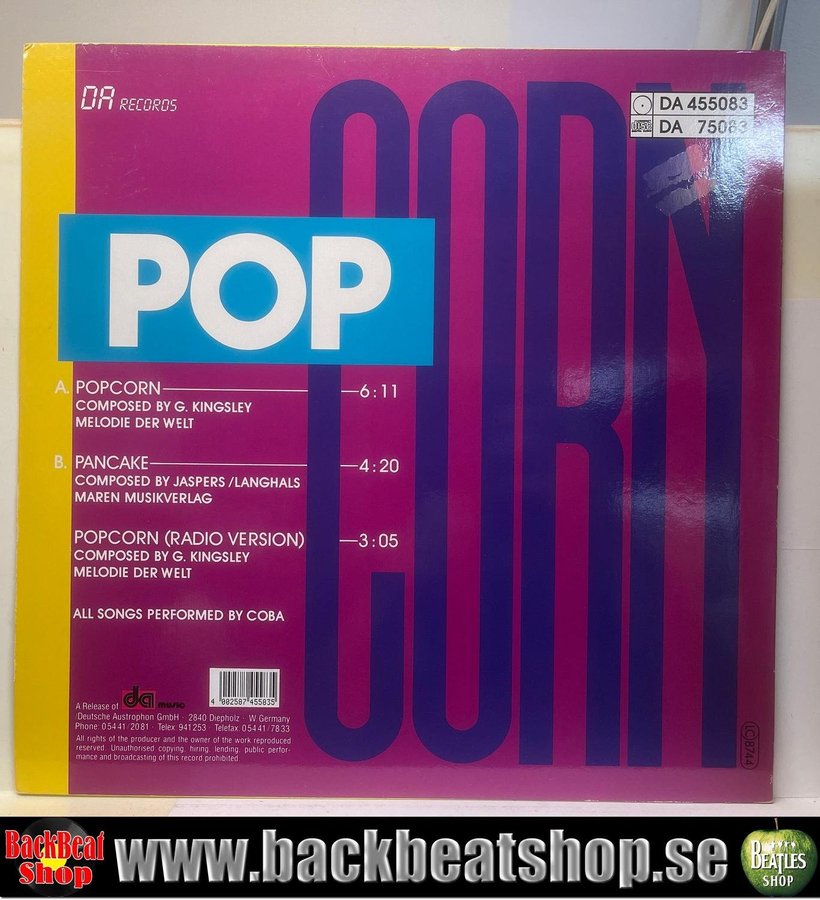 DA RECORDS
DA 455083
DA 75083
POP
CORN
A. POPCORN 6:11
COMPOSED BY G. KINGSLEY
MELODIE DER WELT
B. PANCAKE 4:20
COMPOSED BY JASPERS/LANGHALS
MAREN MUSIKVERLAG
POPCORN (RADIO VERSION) 3:05
COMPOSED BY G. KINGSLEY
MELODIE DER WELT
ALL SONGS PERFORMED BY COBA
4 002587 455835
A Release of da music
/Deutsche Austrophon GmbH · 2840 Diepholz · W Germany
Phone: 05441/2081 · Telex: 941253 · Telefax 05441/7833
All rights of the producer and the owner of the work reproduced
reserved. Unauthorised copying, hiring, lending, public perfor-
mance and broadcasting of this record prohibited
LC 8744
BackBeat
Shop
www.backbeatshop.se
BEATLES
SHOP